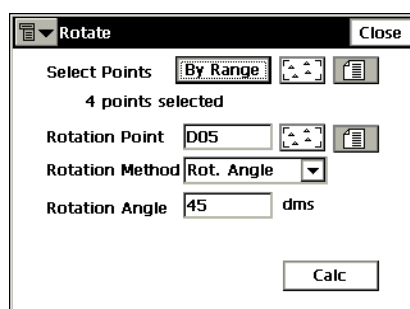 Rotate Close
Select Points By Range
4 points selected
Rotation Point D05
Rotation Method Rot. Angle
Rotation Angle 45 dms
Calc